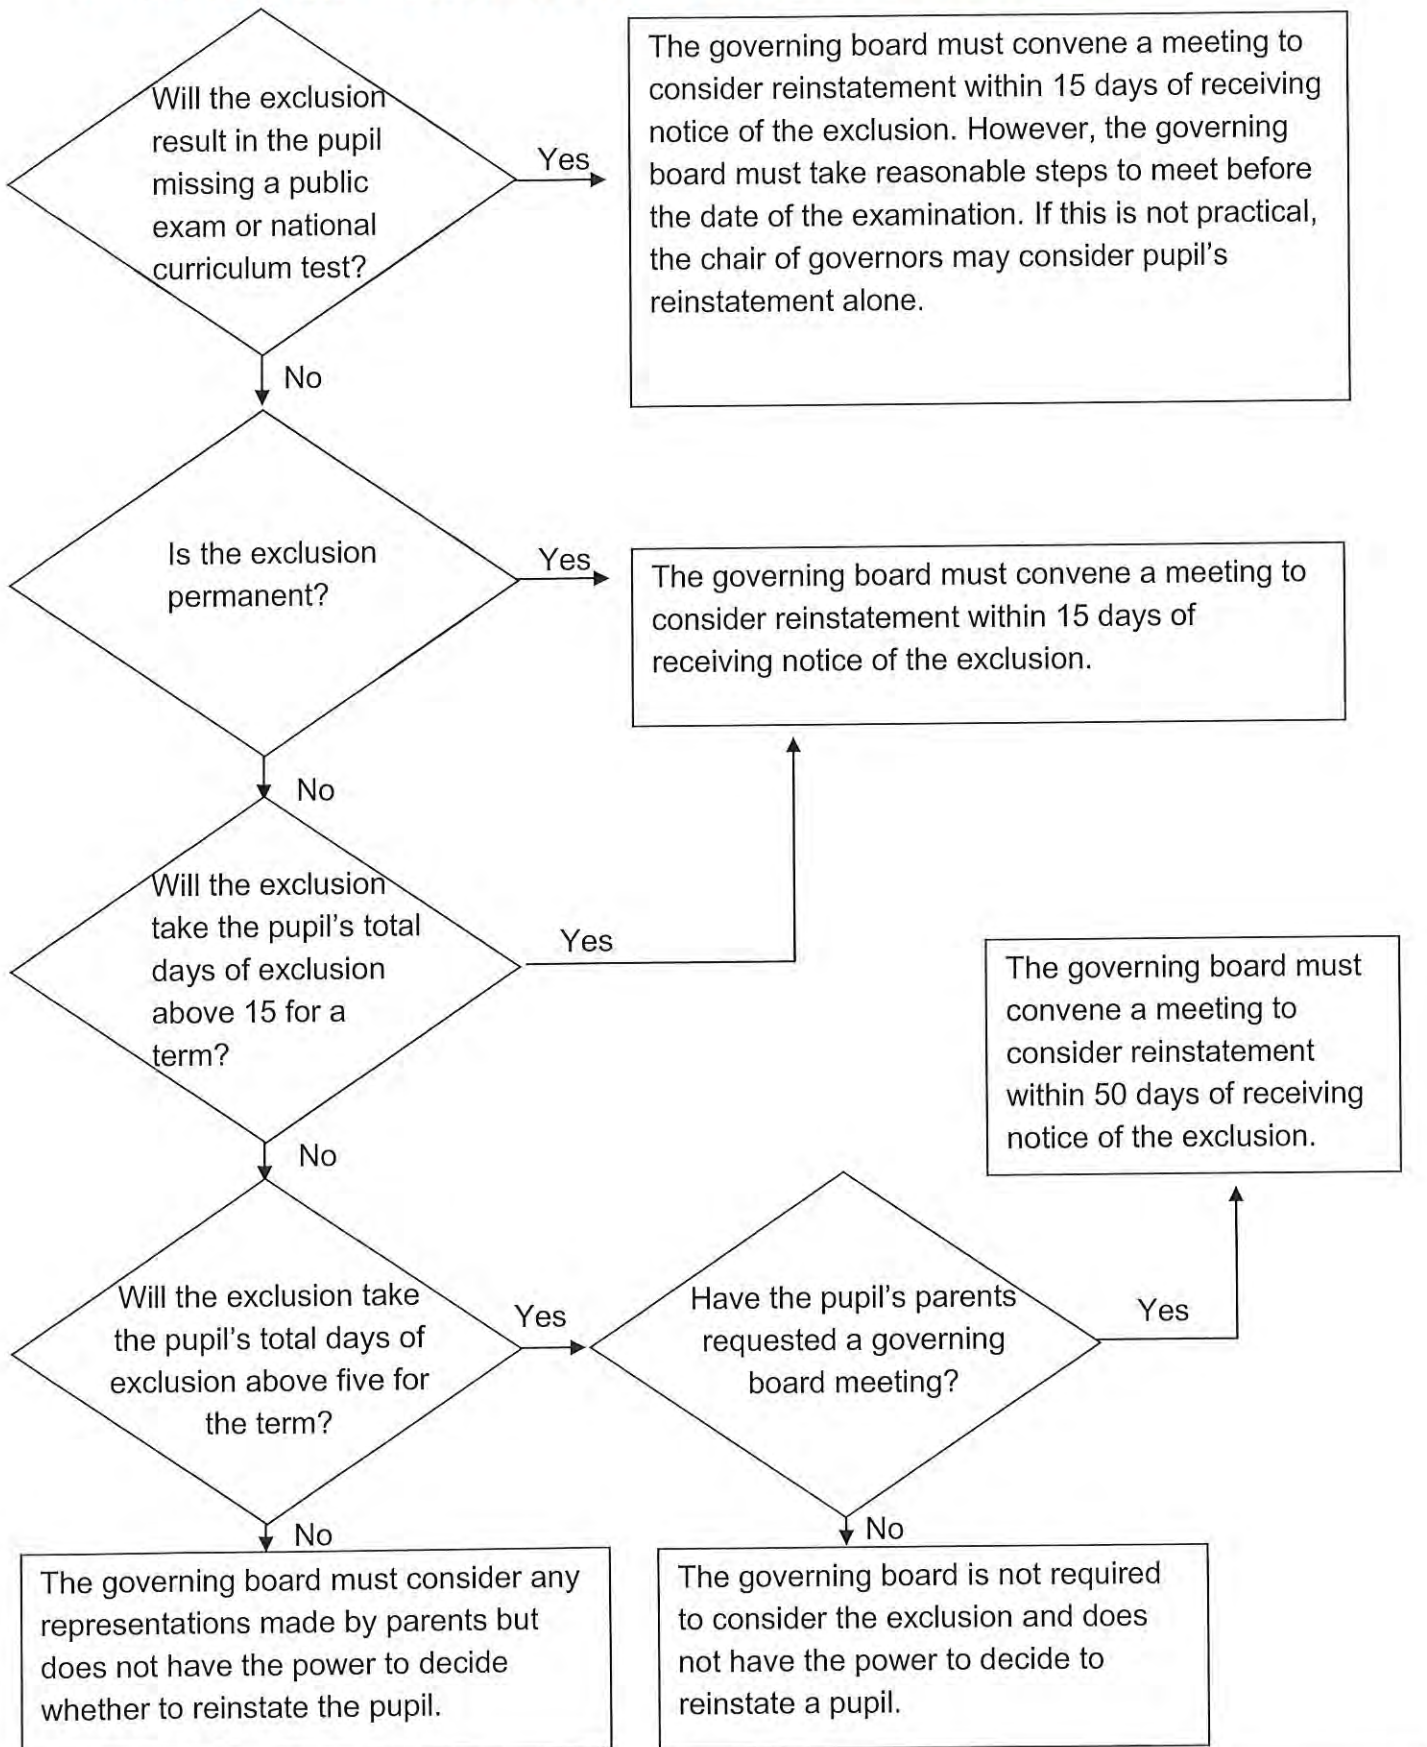 Will the exclusion
result in the pupil
missing a public
exam or national
curriculum test?
Yes
The governing board must convene a meeting to
consider reinstatement within 15 days of receiving
notice of the exclusion. However, the governing
board must take reasonable steps to meet before
the date of the examination. If this is not practical,
the chair of governors may consider pupil's
reinstatement alone.
No
Is the exclusion
permanent?
Yes
The governing board must convene a meeting to
consider reinstatement within 15 days of
receiving notice of the exclusion.
No
Will the exclusion
take the pupil's total
days of exclusion
above 15 for a
term?
Yes
The governing board must
convene a meeting to
consider reinstatement
within 50 days of receiving
notice of the exclusion.
No
Will the exclusion take
the pupil's total days of
exclusion above five for
the term?
Yes
Have the pupil's parents
requested a governing
board meeting?
Yes
No
The governing board must consider any
representations made by parents but
does not have the power to decide
whether to reinstate the pupil.
No
The governing board is not required
to consider the exclusion and does
not have the power to decide to
reinstate a pupil.